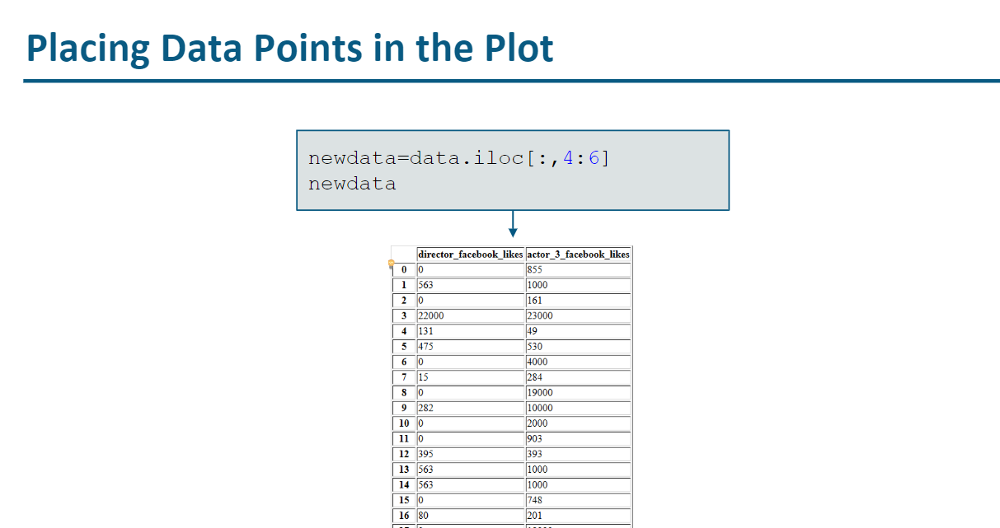 Placing Data Points in the Plot
newdata=data.iloc[:,4:6]
newdata
director_facebook_likes actor_3_facebook_likes
0 0 855
1 563 1000
2 0 161
3 22000 23000
4 131 49
5 475 530
6 0 4000
7 15 284
8 0 19000
9 282 10000
10 0 2000
11 0 903
12 395 393
13 563 1000
14 563 1000
15 0 748
16 80 201